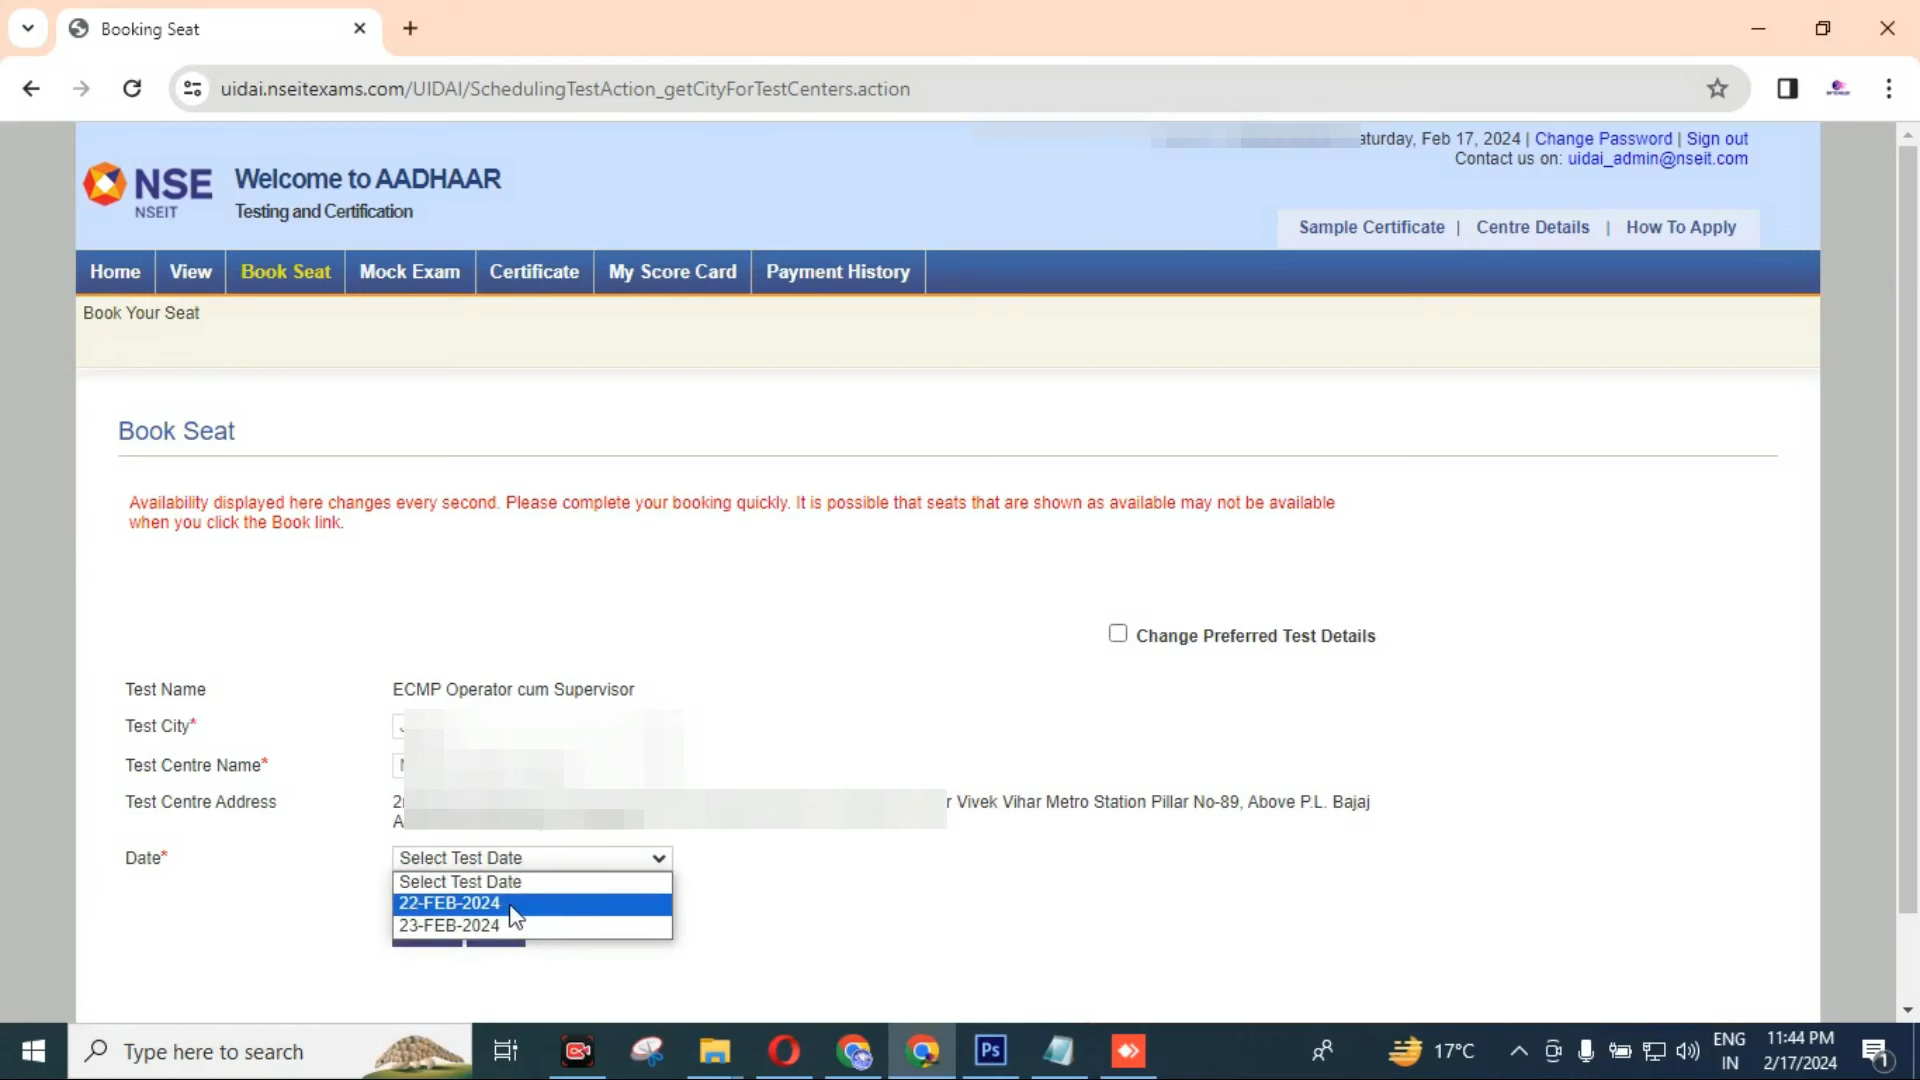 Booking Seat
uidai.nseitexams.com/UIDAI/SchedulingTestAction_getCityForTestCenters.action
aturday, Feb 17, 2024 | Change Password | Sign out
Contact us on: uidai_admin@nseit.com
NSE
NSEIT
Welcome to AADHAAR
Testing and Certification
Sample Certificate | Centre Details | How To Apply
Home View Book Seat Mock Exam Certificate My Score Card Payment History
Book Your Seat
Book Seat
Availability displayed here changes every second. Please complete your booking quickly. It is possible that seats that are shown as available may not be available
when you click the Book link.
Change Preferred Test Details
Test Name ECMP Operator cum Supervisor
Test City*
Test Centre Name*
Test Centre Address r Vivek Vihar Metro Station Pillar No-89, Above P.L. Bajaj
Date* Select Test Date
Select Test Date
22-FEB-2024
23-FEB-2024
Type here to search
Ps
17°C
ENG
IN
11:44 PM
2/17/2024
1